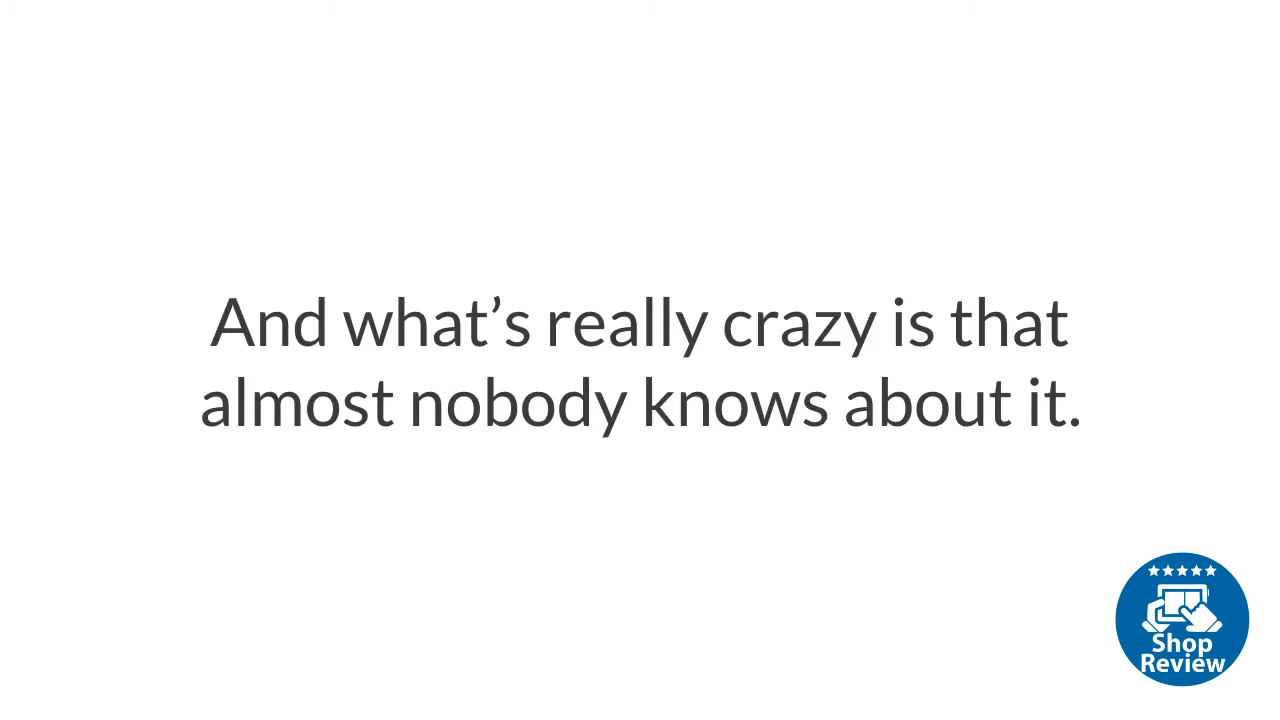 And what’s really crazy is that
almost nobody knows about it.
Shop
Review